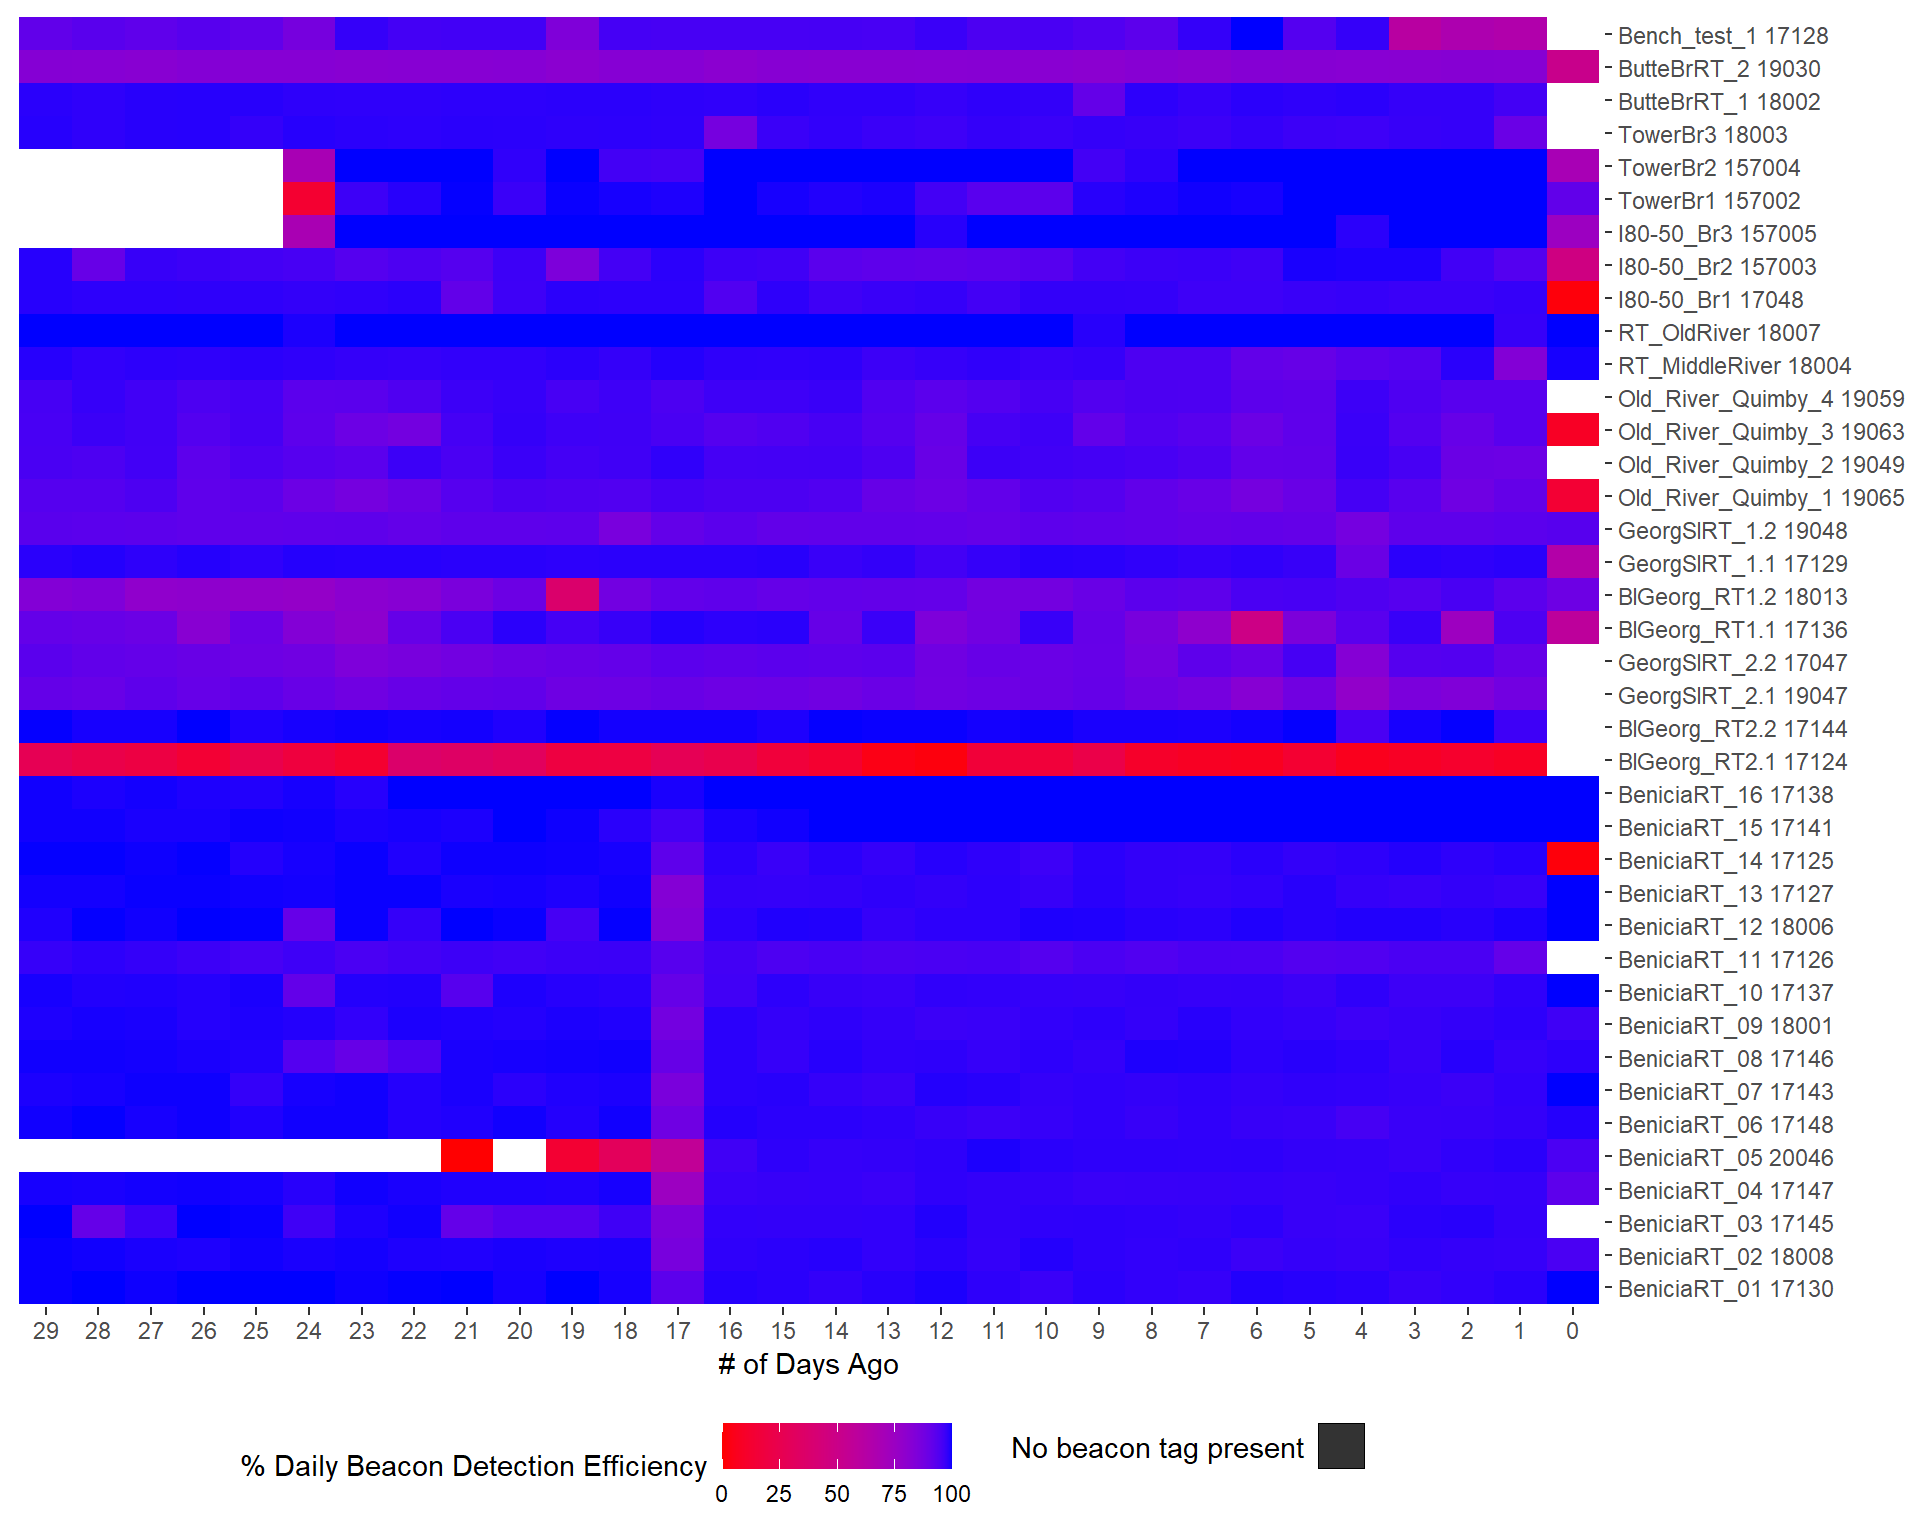 Bench_test_1 17128
ButteBrRT_2 19030
ButteBrRT_1 18002
TowerBr3 18003
TowerBr2 157004
TowerBr1 157002
I80-50_Br3 157005
I80-50_Br2 157003
I80-50_Br1 17048
RT_OldRiver 18007
RT_MiddleRiver 18004
Old_River_Quimby_4 19059
Old_River_Quimby_3 19063
Old_River_Quimby_2 19049
Old_River_Quimby_1 19065
GeorgSlRT_1.2 19048
GeorgSlRT_1.1 17129
BlGeorg_RT1.2 18013
BlGeorg_RT1.1 17136
GeorgSlRT_2.2 17047
GeorgSlRT_2.1 19047
BlGeorg_RT2.2 17144
BlGeorg_RT2.1 17124
BeniciaRT_16 17138
BeniciaRT_15 17141
BeniciaRT_14 17125
BeniciaRT_13 17127
BeniciaRT_12 18006
BeniciaRT_11 17126
BeniciaRT_10 17137
BeniciaRT_09 18001
BeniciaRT_08 17146
BeniciaRT_07 17143
BeniciaRT_06 17148
BeniciaRT_05 20046
BeniciaRT_04 17147
BeniciaRT_03 17145
BeniciaRT_02 18008
BeniciaRT_01 17130
29 28 27 26 25 24 23 22 21 20 19 18 17 16 15 14 13 12 11 10 9 8 7 6 5 4 3 2 1 0
# of Days Ago
% Daily Beacon Detection Efficiency
0 25 50 75 100
No beacon tag present